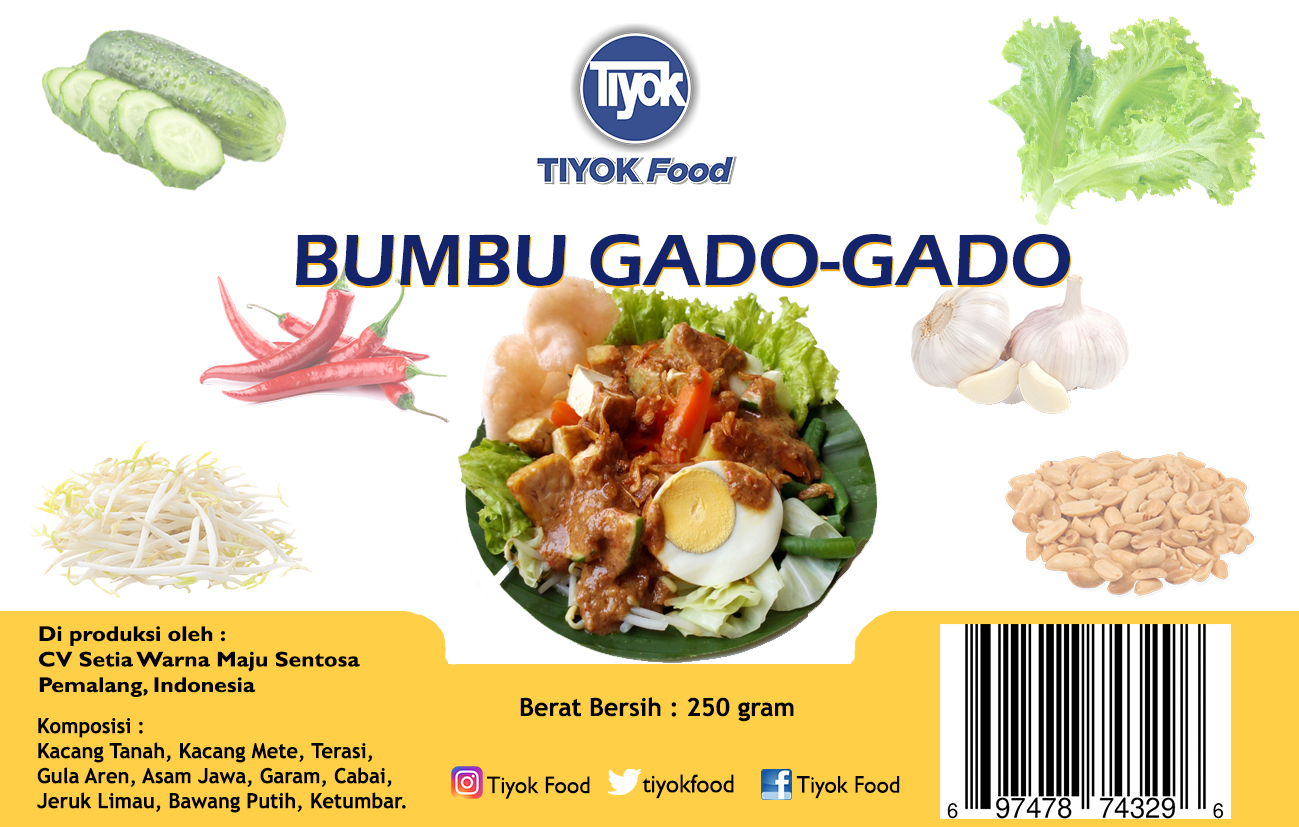 Tiyok
TIYOK Food
BUMBU GADO-GADO
Di produksi oleh :
CV Setia Warna Maju Sentosa
Pemalang, Indonesia
Komposisi :
Kacang Tanah, Kacang Mete, Terasi,
Gula Aren, Asam Jawa, Garam, Cabai,
Jeruk Limau, Bawang Putih, Ketumbar.
Berat Bersih : 250 gram
Tiyok Food
tiyokfood
Tiyok Food
6 97478 74329 6